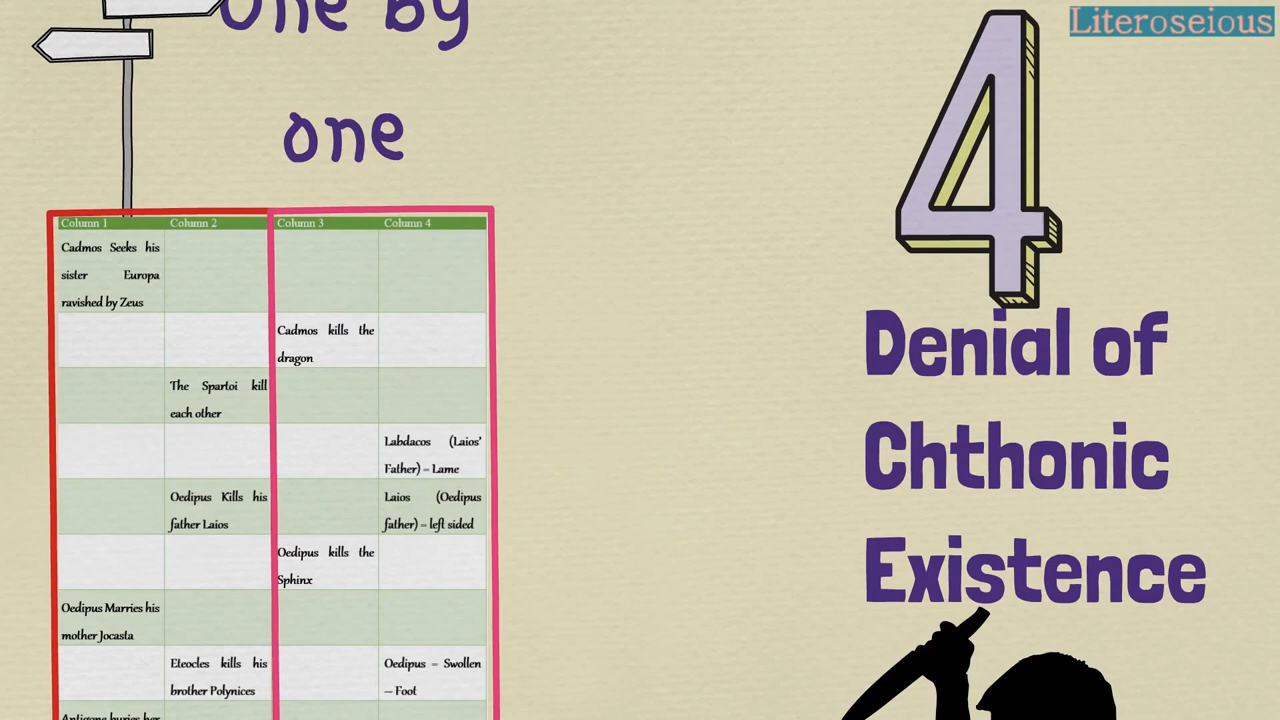 One by
one
4
Literoseious
Denial of
Chthonic
Existence
Column 1 Column 2 Column 3 Column 4
Cadmos Seeks his
sister Europa
ravished by Zeus
Cadmos kills the
dragon
The Spartoi kill
each other
Labdacos (Laios'
Father) = Lame
Oedipus Kills his
father Laios
Laios (Oedipus
father) = left sided
Oedipus kills the
Sphinx
Oedipus Marries his
mother Jocasta
Eteocles kills his
brother Polynices
Oedipus = Swollen
– Foot
Antigone buries her